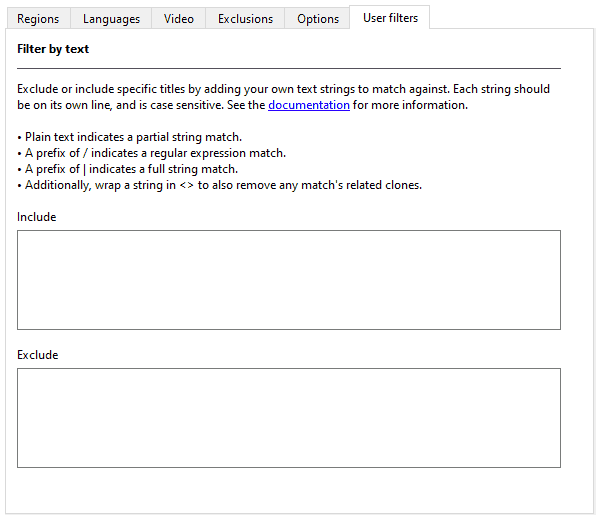 Regions Languages Video Exclusions Options User filters
Filter by text
Exclude or include specific titles by adding your own text strings to match against. Each string should
be on its own line, and is case sensitive. See the documentation for more information.
• Plain text indicates a partial string match.
• A prefix of / indicates a regular expression match.
• A prefix of | indicates a full string match.
• Additionally, wrap a string in <> to also remove any match's related clones.
Include
Exclude